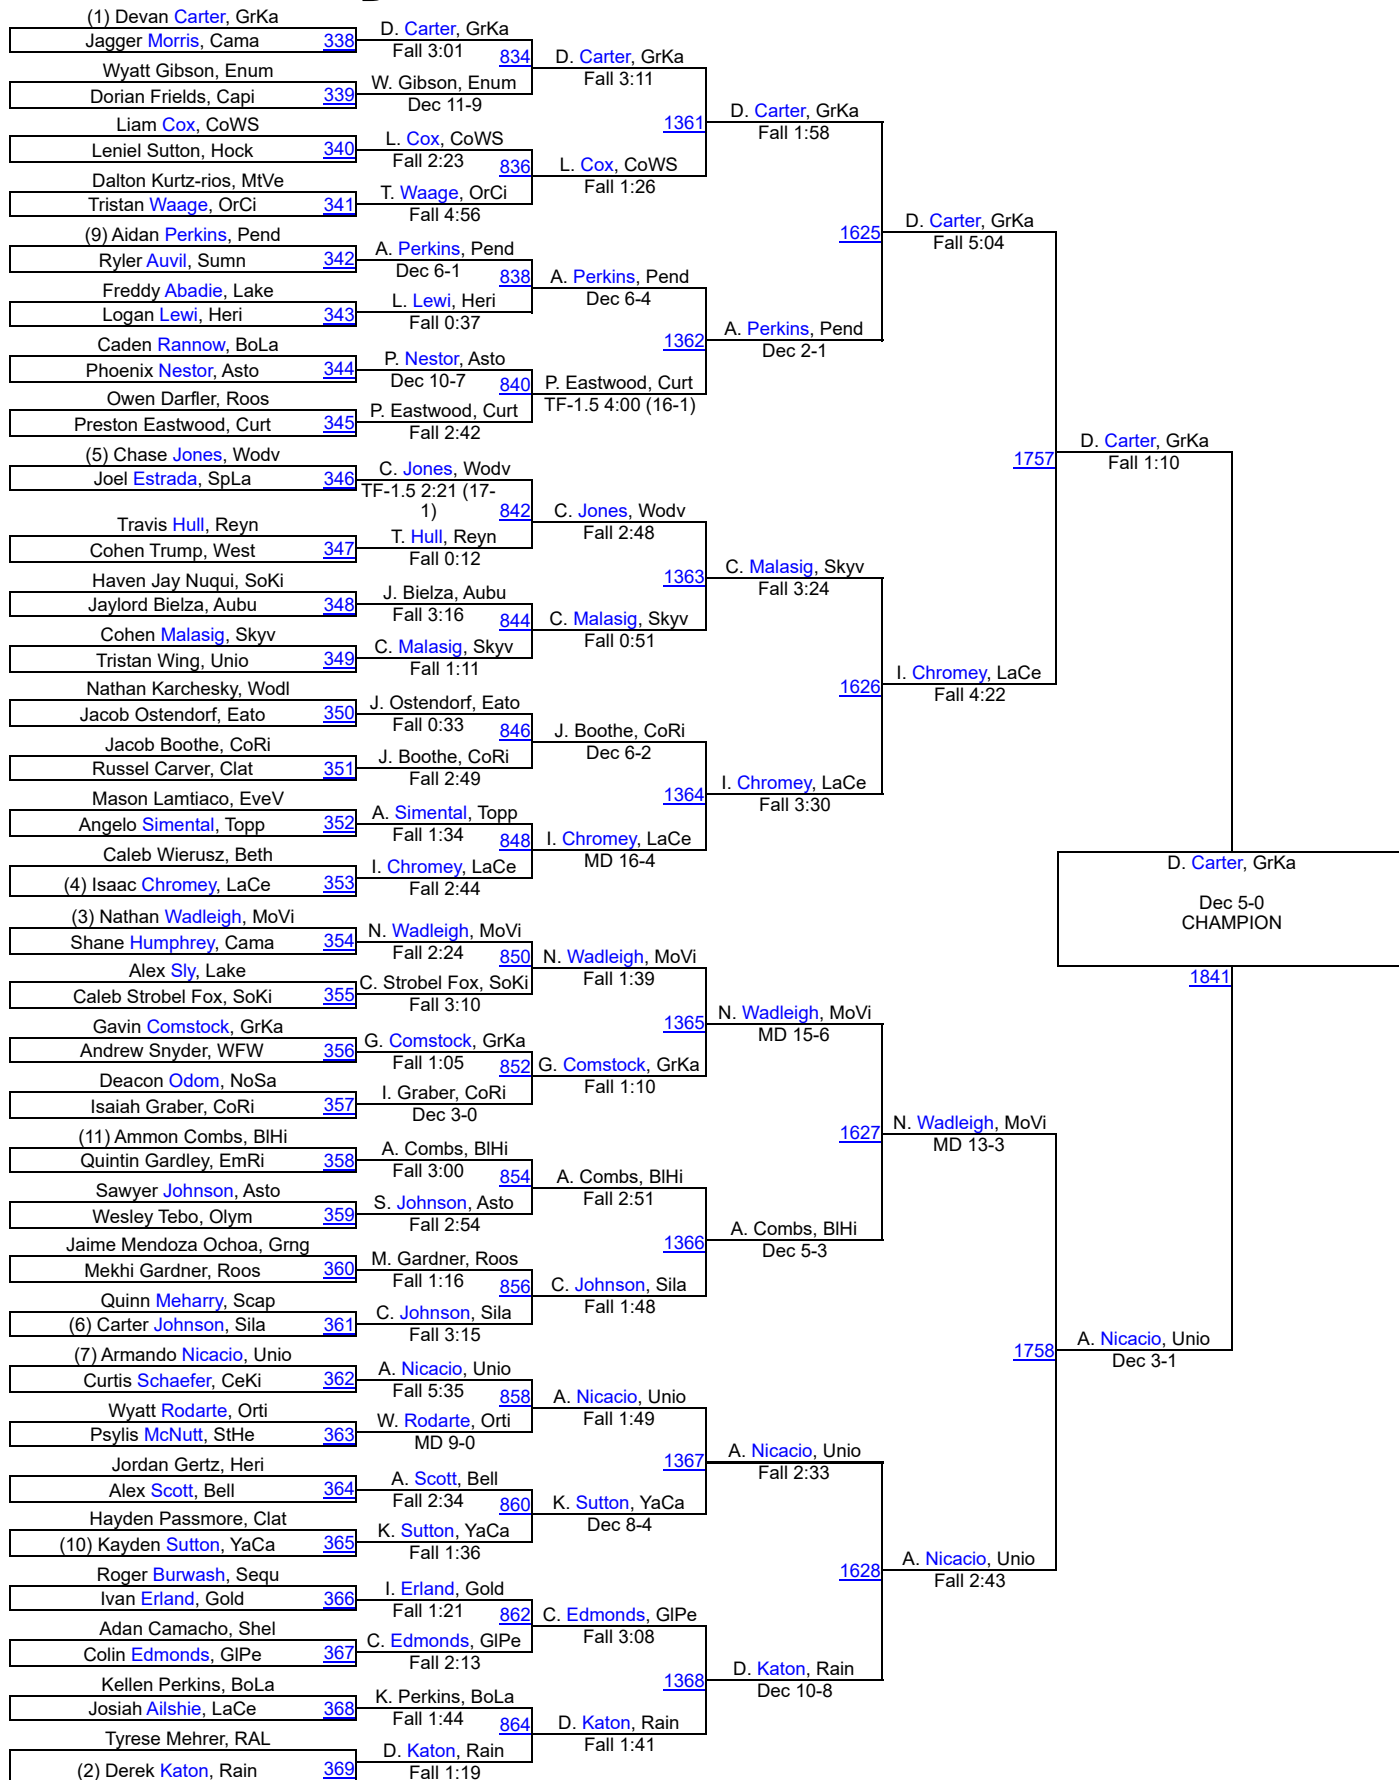 (1) Devan Carter, GrKa
Jagger Morris, Cama 338
Wyatt Gibson, Enum
Dorian Frields, Capi 339
Liam Cox, CoWS
Leniel Sutton, Hock 340
Dalton Kurtz-rios, MtVe
Tristan Waage, OrCi 341
(9) Aidan Perkins, Pend
Ryler Auvil, Sumn 342
Freddy Abadie, Lake
Logan Lewi, Heri 343
Caden Rannow, BoLa
Phoenix Nestor, Asto 344
Owen Darfler, Roos
Preston Eastwood, Curt 345
(5) Chase Jones, Wodv
Joel Estrada, SpLa 346
Travis Hull, Reyn
Cohen Trump, West 347
Haven Jay Nuqui, SoKi
Jaylord Bielza, Aubu 348
Cohen Malasig, Skyv
Tristan Wing, Unio 349
Nathan Karchesky, Wodl
Jacob Ostendorf, Eato 350
Jacob Boothe, CoRi
Russel Carver, Clat 351
Mason Lamtiaco, EveV
Angelo Simental, Topp 352
Caleb Wierusz, Beth
(4) Isaac Chromey, LaCe 353
(3) Nathan Wadleigh, MoVi
Shane Humphrey, Cama 354
Alex Sly, Lake
Caleb Strobel Fox, SoKi 355
Gavin Comstock, GrKa
Andrew Snyder, WFW 356
Deacon Odom, NoSa
Isaiah Graber, CoRi 357
(11) Ammon Combs, BlHi
Quintin Gardley, EmRi 358
Sawyer Johnson, Asto
Wesley Tebo, Olym 359
Jaime Mendoza Ochoa, Grng
Mekhi Gardner, Roos 360
Quinn Meharry, Scap
(6) Carter Johnson, Sila 361
(7) Armando Nicacio, Unio
Curtis Schaefer, CeKi 362
Wyatt Rodarte, Orti
Psylis McNutt, StHe 363
Jordan Gertz, Heri
Alex Scott, Bell 364
Hayden Passmore, Clat
(10) Kayden Sutton, YaCa 365
Roger Burwash, Sequ
Ivan Erland, Gold 366
Adan Camacho, Shel
Colin Edmonds, GlPe 367
Kellen Perkins, BoLa
Josiah Ailshie, LaCe 368
Tyrese Mehrer, RAL
(2) Derek Katon, Rain 369
D. Carter, GrKa
Fall 3:01
834
W. Gibson, Enum
Dec 11-9
L. Cox, CoWS
Fall 2:23
836
T. Waage, OrCi
Fall 4:56
A. Perkins, Pend
Dec 6-1
838
L. Lewi, Heri
Fall 0:37
P. Nestor, Asto
Dec 10-7
840
P. Eastwood, Curt
Fall 2:42
C. Jones, Wodv
TF-1.5 2:21 (17-
1)
842
T. Hull, Reyn
Fall 0:12
J. Bielza, Aubu
Fall 3:16
844
C. Malasig, Skyv
Fall 1:11
J. Ostendorf, Eato
Fall 0:33
846
J. Boothe, CoRi
Fall 2:49
A. Simental, Topp
Fall 1:34
848
I. Chromey, LaCe
Fall 2:44
N. Wadleigh, MoVi
Fall 2:24
850
C. Strobel Fox, SoKi
Fall 3:10
G. Comstock, GrKa
Fall 1:05
852
I. Graber, CoRi
Dec 3-0
A. Combs, BlHi
Fall 3:00
854
S. Johnson, Asto
Fall 2:54
M. Gardner, Roos
Fall 1:16
856
C. Johnson, Sila
Fall 3:15
A. Nicacio, Unio
Fall 5:35
858
W. Rodarte, Orti
MD 9-0
A. Scott, Bell
Fall 2:34
860
K. Sutton, YaCa
Fall 1:36
I. Erland, Gold
Fall 1:21
862
C. Edmonds, GlPe
Fall 2:13
K. Perkins, BoLa
Fall 1:44
864
D. Katon, Rain
Fall 1:19
D. Carter, GrKa
Fall 3:11
1361
L. Cox, CoWS
Fall 1:26
A. Perkins, Pend
Dec 6-4
1362
P. Eastwood, Curt
TF-1.5 4:00 (16-1)
C. Jones, Wodv
Fall 2:48
1363
C. Malasig, Skyv
Fall 0:51
J. Boothe, CoRi
Dec 6-2
1364
I. Chromey, LaCe
MD 16-4
N. Wadleigh, MoVi
Fall 1:39
1365
G. Comstock, GrKa
Fall 1:10
A. Combs, BlHi
Fall 2:51
1366
C. Johnson, Sila
Fall 1:48
A. Nicacio, Unio
Fall 1:49
1367
K. Sutton, YaCa
Dec 8-4
C. Edmonds, GlPe
Fall 3:08
1368
D. Katon, Rain
Fall 1:41
D. Carter, GrKa
Fall 1:58
1625
A. Perkins, Pend
Dec 2-1
C. Malasig, Skyv
Fall 3:24
1626
I. Chromey, LaCe
Fall 3:30
N. Wadleigh, MoVi
MD 15-6
1627
A. Combs, BlHi
Dec 5-3
A. Nicacio, Unio
Fall 2:33
1628
D. Katon, Rain
Dec 10-8
D. Carter, GrKa
Fall 5:04
1757
I. Chromey, LaCe
Fall 4:22
N. Wadleigh, MoVi
MD 13-3
1758
A. Nicacio, Unio
Fall 2:43
D. Carter, GrKa
Fall 1:10
A. Nicacio, Unio
Dec 3-1
D. Carter, GrKa
Dec 5-0
CHAMPION
1841